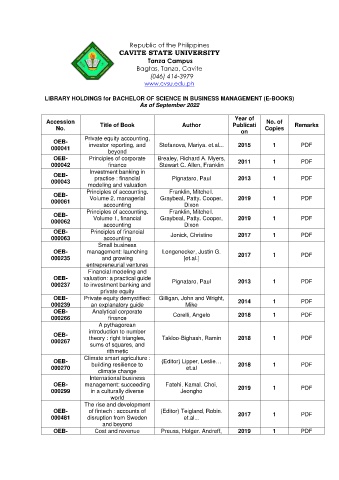 Republic of the Philippines
CAVITE STATE UNIVERSITY
Tanza Campus
Bagtas, Tanza, Cavite
(046) 414-3979
www.cvsu.edu.ph
LIBRARY HOLDINGS for BACHELOR OF SCIENCE IN BUSINESS MANAGEMENT (E-BOOKS)
As of September 2022
Accession No. Title of Book Author Year of Publication No. of Copies Remarks
OEB-000041 Private equity accounting, investor reporting, and beyond Stefanova, Mariya. et.al... 2015 1 PDF
OEB-000042 Principles of corporate finance Brealey, Richard A. Myers, Stewart C. Allen, Franklin 2011 1 PDF
OEB-000043 Investment banking in practice financial modeling and valuation Pignataro, Paul 2013 1 PDF
OEB-000061 Principles of accounting, Volume 2, managerial accounting Franklin, Mitchell. Graybeal, Patty. Cooper, Dixon 2019 1 PDF
OEB-000062 Principles of accounting, Volume 1, financial accounting Franklin, Mitchell. Graybeal, Patty. Cooper, Dixon 2019 1 PDF
OEB-000063 Principles of financial accounting Jonick, Christine 2017 1 PDF
OEB-000235 Small business management: launching and growing entrepreneurial ventures Longenecker, Justin G. [et.al.] 2017 1 PDF
OEB-000237 Financial modeling and valuation: a practical guide to investment banking and private equity Pignataro, Paul 2013 1 PDF
OEB-000239 Private equity demystified: an explanatory guide Gilligan, John and Wright, Mike 2014 1 PDF
OEB-000266 Analytical corporate finance Corelli, Angelo 2018 1 PDF
OEB-000267 A pythagorean introduction to number theory : right triangles, sums of squares, and rithmetic Takloo-Bighash, Ramin 2018 1 PDF
OEB-000270 Climate smart agriculture : building resilience to climate change (Editor) Lipper, Leslie… et.al 2018 1 PDF
OEB-000299 International business management: succeeding in a culturally diverse world Fatehi, Kamal. Choi, Jeongho 2019 1 PDF
OEB-000481 The rise and development of fintech : accounts of disruption from Sweden and beyond (Editor) Teigland, Robin. et.al... 2017 1 PDF
OEB- Cost and revenue Preuss, Holger. Andreff, 2019 1 PDF